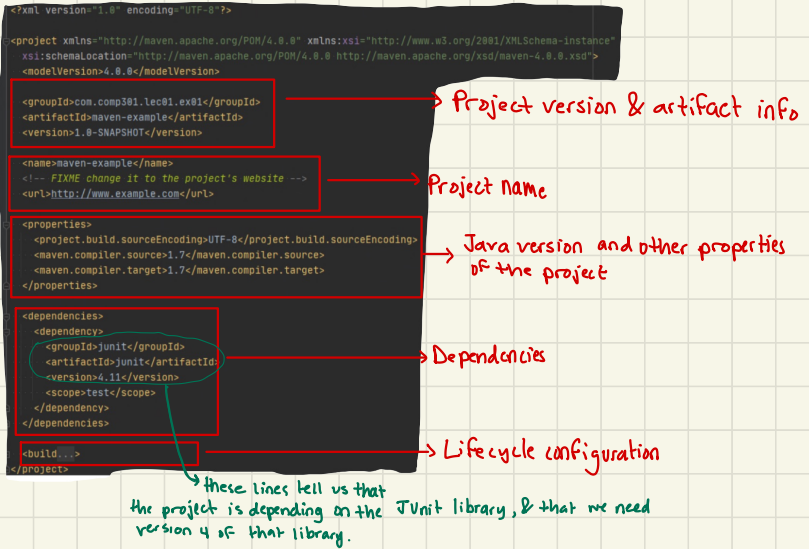 <?xml version="1.0" encoding="UTF-8"?>
<project xmlns="http://maven.apache.org/POM/4.0.0" xmlns:xsi="http://www.w3.org/2001/XMLSchema-instance"
xsi:schemaLocation="http://maven.apache.org/POM/4.0.0 http://maven.apache.org/xsd/maven-4.0.0.xsd">
<modelVersion>4.0.0</modelVersion>
<groupId>com.comp301.lec01.ex01</groupId>
<artifactId>maven-example</artifactId>
<version>1.0-SNAPSHOT</version>
Project version & artifact info
<name>maven-example</name>
<!-- FIXME change it to the project's website -->
<url>http://www.example.com</url>
Project name
<properties>
<project.build.sourceEncoding>UTF-8</project.build.sourceEncoding>
<maven.compiler.source>1.7</maven.compiler.source>
<maven.compiler.target>1.7</maven.compiler.target>
</properties>
Java version and other properties
of the project
<dependencies>
<dependency>
<groupId>junit</groupId>
<artifactId>junit</artifactId>
<version>4.11</version>
<scope>test</scope>
</dependency>
</dependencies>
Dependencies
<build...>
</project>
Lifecycle configuration
these lines tell us that
the project is depending on the JUnit library, & that we need
version 4 of that library.